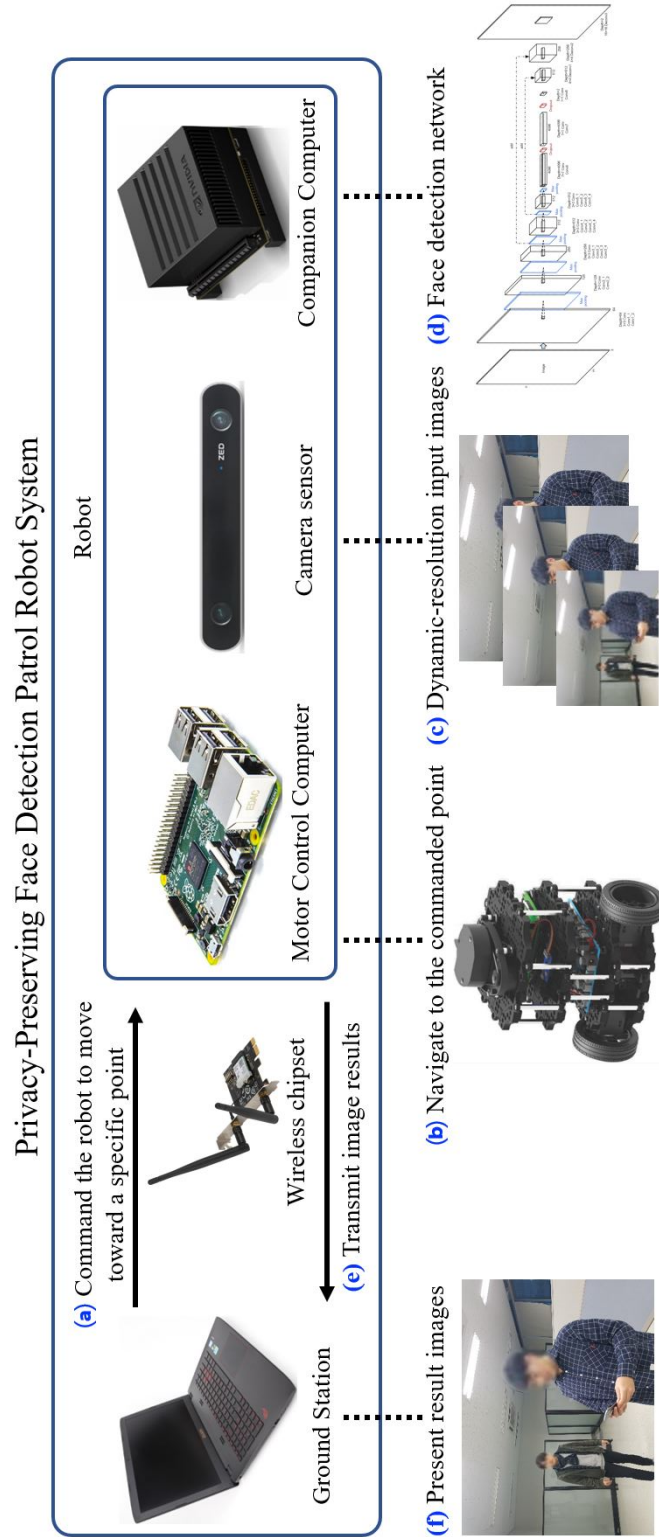 Privacy-Preserving Face Detection Patrol Robot System
Robot
(a) Command the robot to move
toward a specific point
NVIDIA
ZED
Ground Station
Wireless chipset
Motor Control Computer
Camera sensor
Companion Computer
(e) Transmit image results
(f) Present result images
(b) Navigate to the commanded point
(c) Dynamic-resolution input images
(d) Face detection network
Image